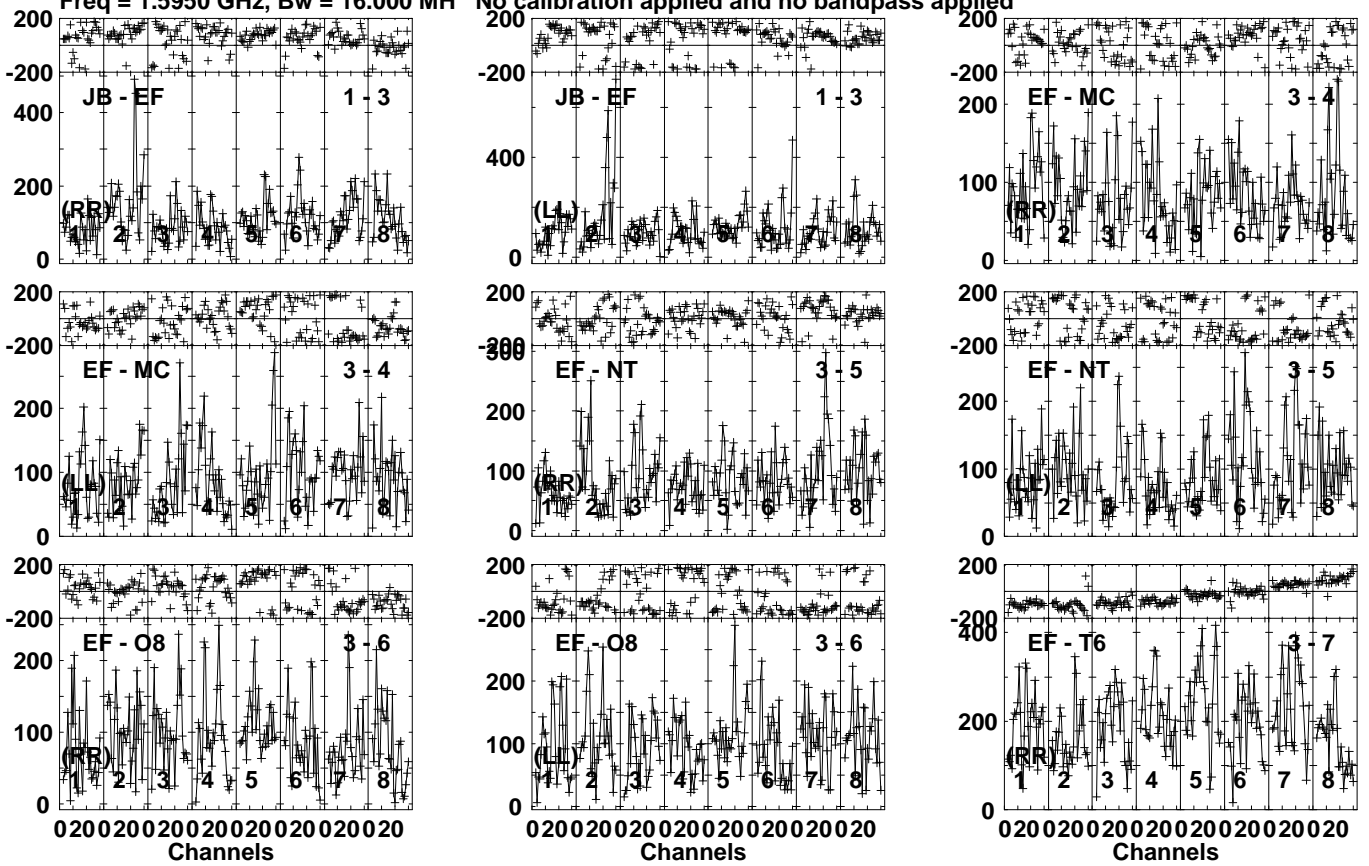 Freq = 1.5950 GHz, Bw = 16.000 MH No calibration applied and no bandpass applied
200 200 200
-200 -200 -200
JB - EF 1 - 3 JB - EF 1 - 3 EF - MC 3 - 4
400 400 200
200 100
(RR) (LL) (RR)
1 2 3 4 5 6 7 8 1 2 3 4 5 6 7 8 1 2 3 4 5 6 7 8
0 0 0
200 200 200
-200 -200 -200
300
EF - MC 3 - 4 EF - NT 3 - 5 EF - NT 3 - 5
200 200 200
100 100 100
(LL) (RR) (LL)
1 2 3 4 5 6 7 8 1 2 3 4 5 6 7 8 1 2 3 4 5 6 7 8
0 0 0
200 200 200
-200 -200 -200
EF - O8 3 - 6 EF - O8 3 - 6 EF - T6 3 - 7
400
200 200 200
100 100
(RR) (LL) (RR)
1 2 3 4 5 6 7 8 1 2 3 4 5 6 7 8 1 2 3 4 5 6 7 8
0 0 0
0 20 0 20 0 20 0 20 0 20 0 20 0 20 0 20 0 20 0 20 0 20 0 20 0 20 0 20 0 20 0 20 0 20 0 20 0 20 0 20 0 20 0 20 0 20 0 20
Channels Channels Channels